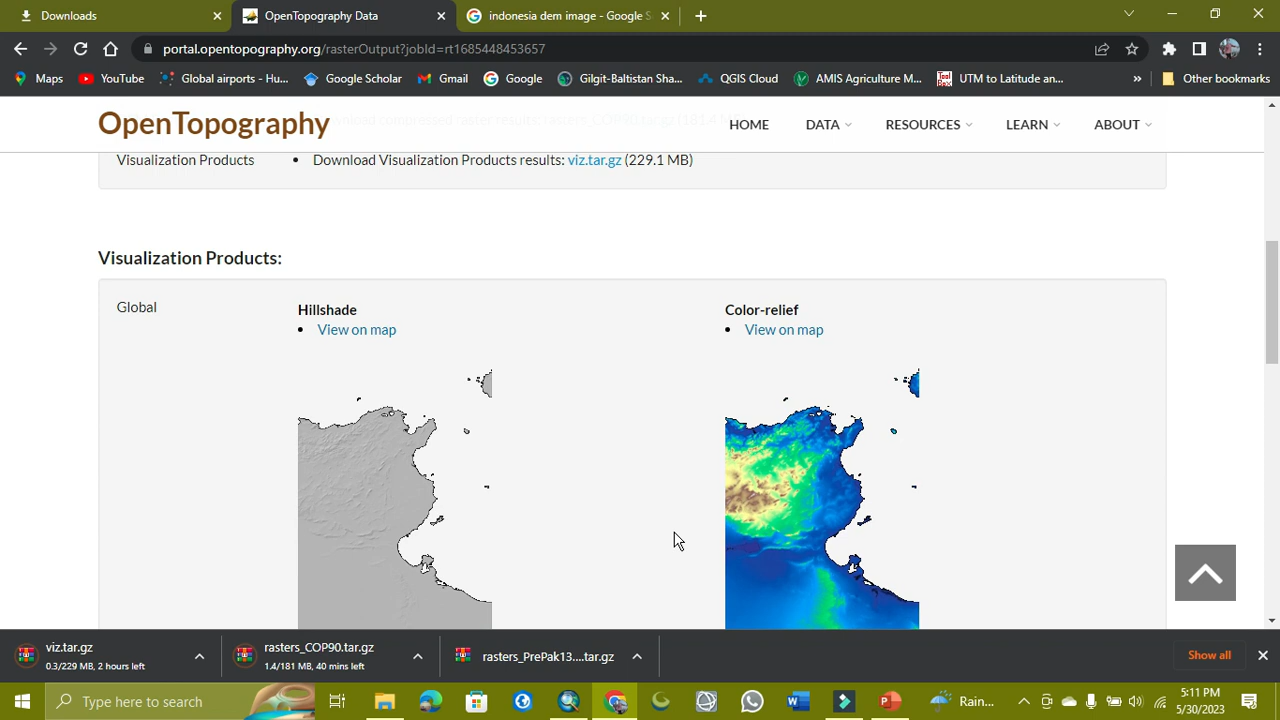 Downloads
OpenTopography Data
indonesia dem image - Google S
portal.opentopography.org/rasterOutput?jobId=rt1685448453657
Maps
YouTube
Global airports - Hu...
Google Scholar
Gmail
Google
Gilgit-Baltistan Sha...
QGIS Cloud
AMIS Agriculture M...
UTM to Latitude an...
»
Other bookmarks
OpenTopography
HOME
DATA
RESOURCES
LEARN
ABOUT
Visualization Products
• Download Visualization Products results: viz.tar.gz (229.1 MB)
Visualization Products:
Global
Hillshade
• View on map
Color-relief
• View on map
viz.tar.gz
0.3/229 MB, 2 hours left
rasters_COP90.tar.gz
1.4/181 MB, 40 mins left
rasters_PrePak13....tar.gz
Show all
Type here to search
Rain...
5:11 PM
5/30/2023